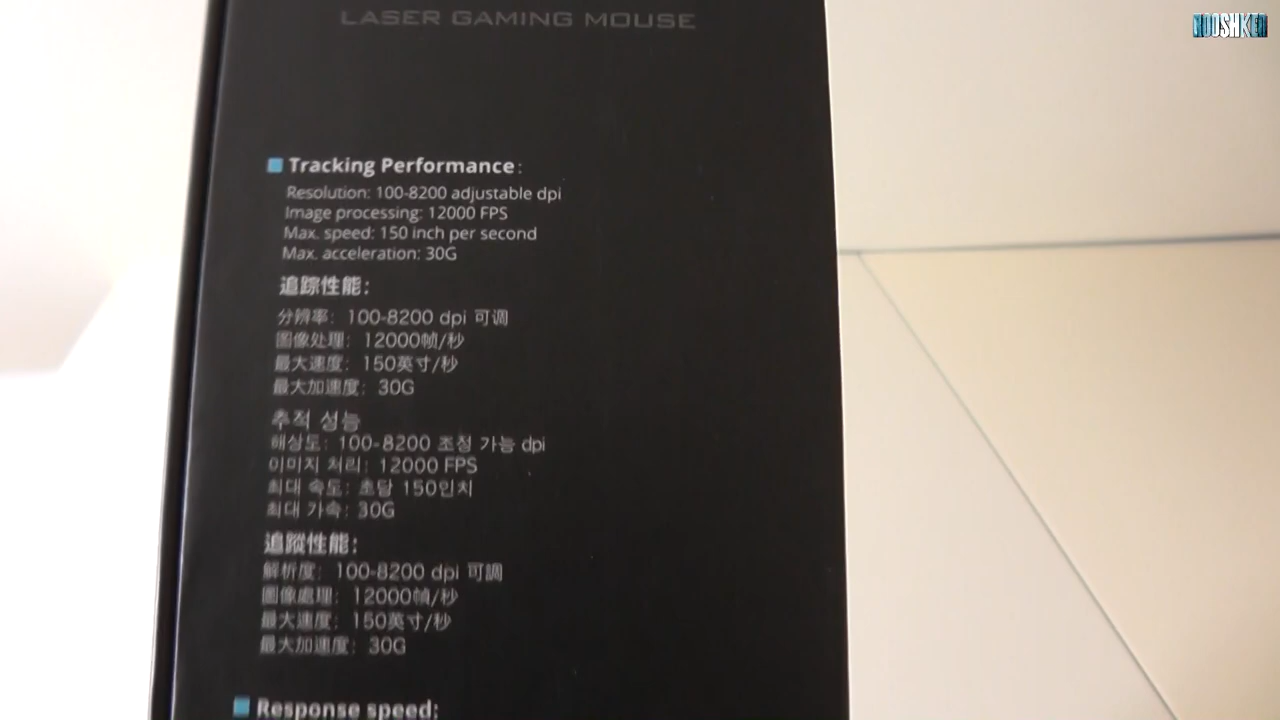 LASER GAMING MOUSE
NOOSHKEN
Tracking Performance:
Resolution: 100-8200 adjustable dpi
Image processing: 12000 FPS
Max. speed: 150 inch per second
Max. acceleration: 30G
追踪性能:
分辨率: 100-8200 dpi 可调
图像处理: 12000帧/秒
最大速度: 150英寸/秒
最大加速度: 30G
추적 성능
해상도: 100-8200 조정 가능 dpi
이미지 처리: 12000 FPS
최대 속도: 초당 150인치
최대 가속: 30G
追蹤性能:
解析度: 100-8200 dpi 可調
圖像處理: 12000幀/秒
最大速度: 150英寸/秒
最大加速度: 30G
Response speed: